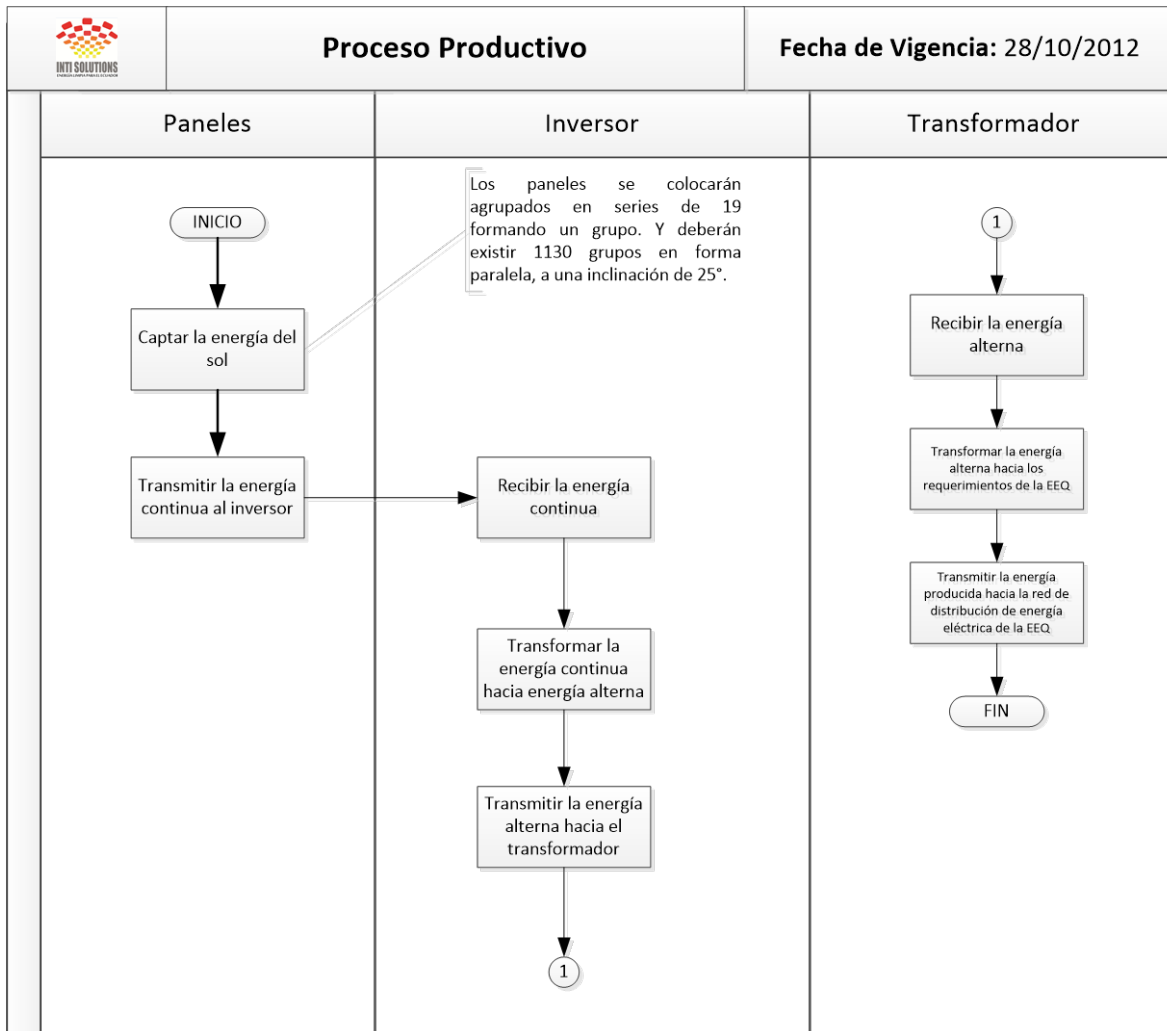 INTI SOLUTIONS
ENERGÍA LIMPIA PARA EL ECUADOR
Proceso Productivo
Fecha de Vigencia: 28/10/2012
Paneles
Inversor
Transformador
INICIO
Captar la energía del
sol
Transmitir la energía
continua al inversor
Los paneles se colocarán
agrupados en series de 19
formando un grupo. Y deberán
existir 1130 grupos en forma
paralela, a una inclinación de 25°.
Recibir la energía
continua
Transformar la
energía continua
hacia energía alterna
Transmitir la energía
alterna hacia el
transformador
1
1
Recibir la energía
alterna
Transformar la energía
alterna hacia los
requerimientos de la EEQ
Transmitir la energía
producida hacia la red de
distribución de energía
eléctrica de la EEQ
FIN